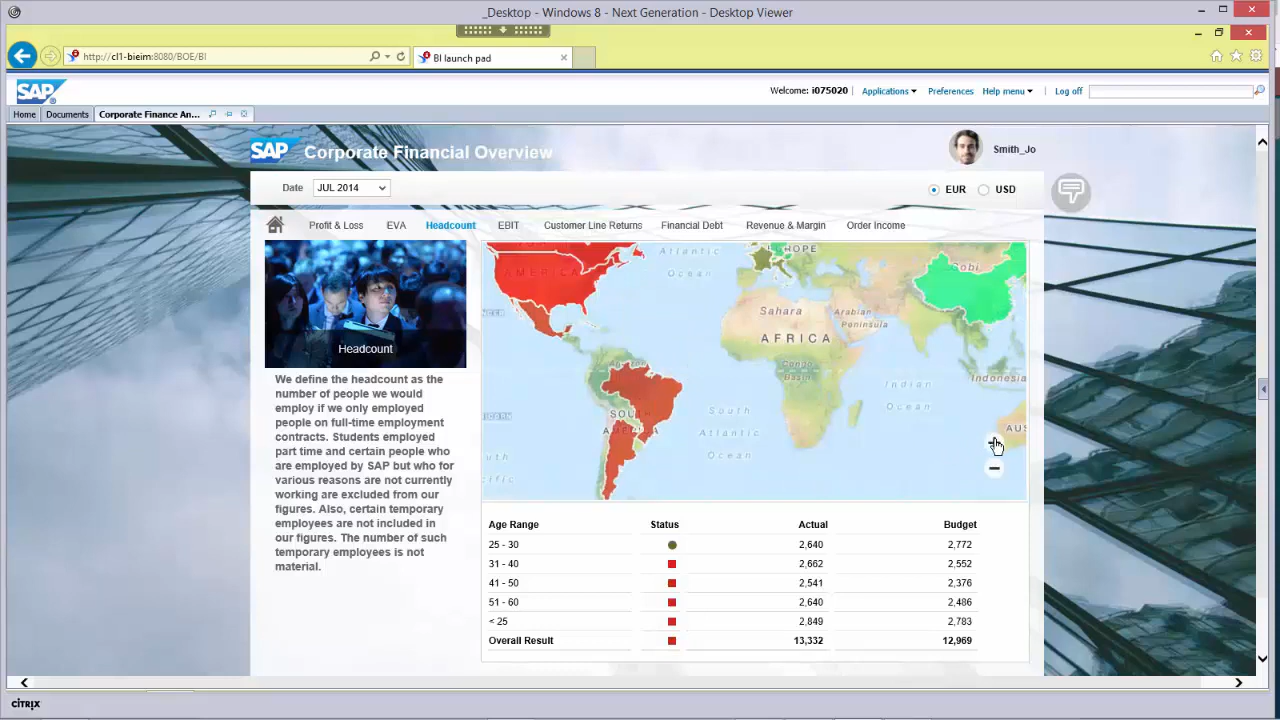 _Desktop - Windows 8 - Next Generation - Desktop Viewer
http://cl1-bieim:8080/BOE/BI
BI launch pad
SAP
Welcome: i075020
Applications
Preferences
Help menu
Log off
Home
Documents
Corporate Finance An...
SAP
Corporate Financial Overview
Smith_Jo
Date
JUL 2014
EUR
USD
Profit & Loss
EVA
Headcount
EBIT
Customer Line Returns
Financial Debt
Revenue & Margin
Order Income
Headcount
We define the headcount as the
number of people we would
employ if we only employed
people on full-time employment
contracts. Students employed
part time and certain people who
are employed by SAP but who for
various reasons are not currently
working are excluded from our
figures. Also, certain temporary
employees are not included in
our figures. The number of such
temporary employees is not
material.
AMERICA
Atlantic
Ocean
Gobi
Sahara
Arabian
Peninsula
AFRICA
Congo
Basin
Indonesia
Indian
Ocean
SOUTH
AMERICA
South
Atlantic
Ocean
Age Range Status Actual Budget
25 - 30 2,640 2,772
31 - 40 2,662 2,552
41 - 50 2,541 2,376
51 - 60 2,640 2,486
< 25 2,849 2,783
Overall Result 13,332 12,969
CİTRIX